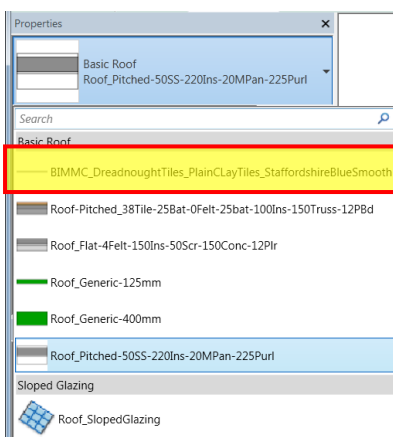 Properties
Basic Roof
Roof_Pitched-50SS-220Ins-20MPan-225Purl
Search
Basic Roof
BIMMC_DreadnoughtTiles_PlainCLayTiles_StaffordshireBlueSmooth
Roof-Pitched_38Tile-25Bat-0Felt-25bat-100Ins-150Truss-12PBd
Roof_Flat-4Felt-150Ins-50Scr-150Conc-12Plr
Roof_Generic-125mm
Roof_Generic-400mm
Roof_Pitched-50SS-220Ins-20MPan-225Purl
Sloped Glazing
Roof_SlopedGlazing